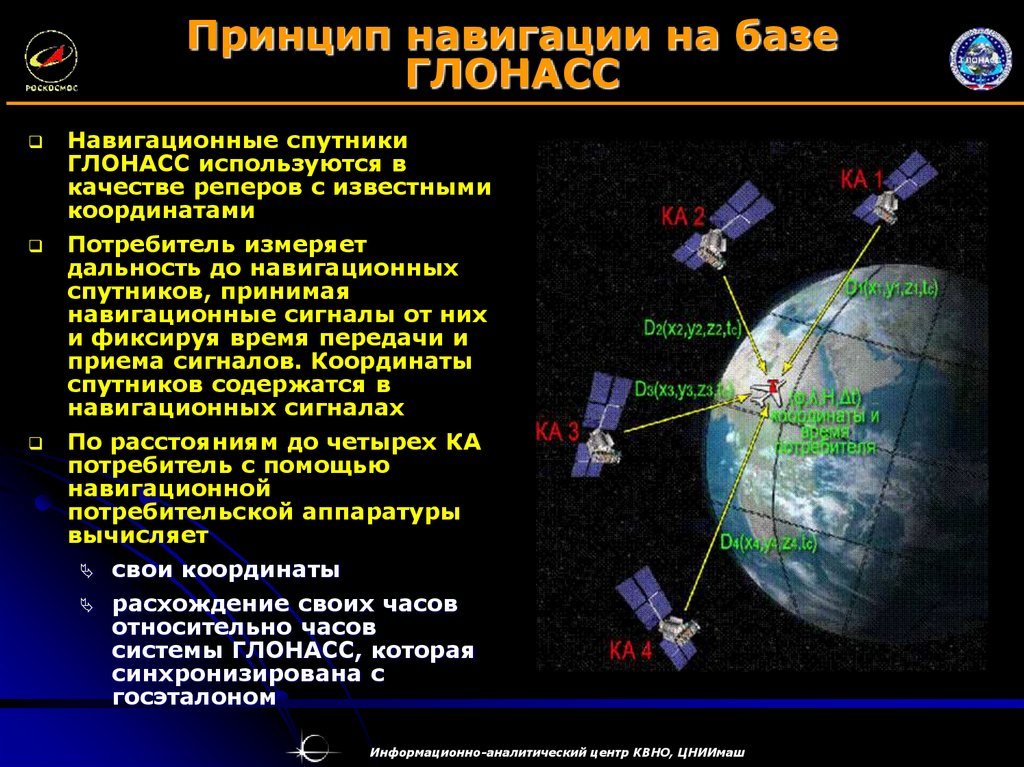 Принцип навигации на базе
ГЛОНАСС
РОСКОСМОС
ГЛОНАСС
Навигационные спутники
ГЛОНАСС используются в
качестве реперов с известными
координатами
Потребитель измеряет
дальность до навигационных
спутников, принимая
навигационные сигналы от них
и фиксируя время передачи и
приема сигналов. Координаты
спутников содержатся в
навигационных сигналах
По расстояниям до четырех КА
потребитель с помощью
навигационной
потребительской аппаратуры
вычисляет
свои координаты
расхождение своих часов
относительно часов
системы ГЛОНАСС, которая
синхронизирована с
госэталоном
КА 1
КА 2
D1(x1,y1,z1,tc)
D2(x2,y2,z2,tc)
D3(x3,y3,z3,tc)
(φ,λ,H,Δt)
координаты и
время
потребителя
КА 3
D4(x4,y4,z4,tc)
КА 4
Информационно-аналитический центр КВНО, ЦНИИмаш